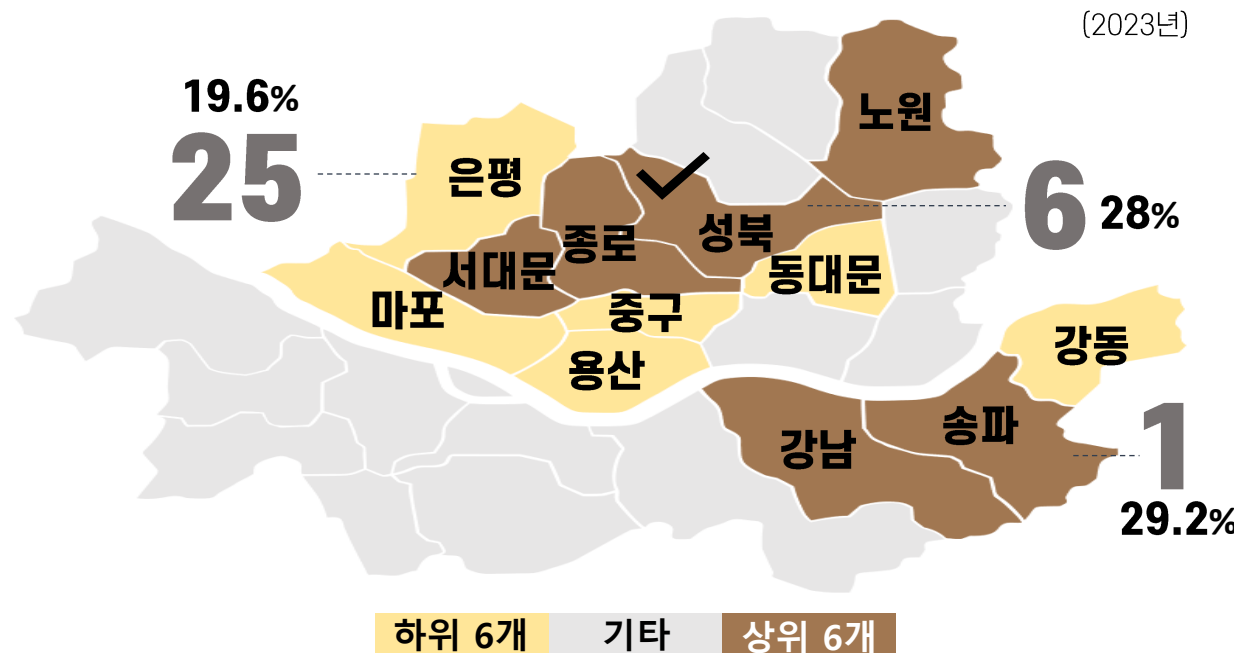 (2023년)
19.6%
25
노원
은평
6
28%
성북
종로
서대문
동대문
마포
중구
강동
용산
송파
강남
1
29.2%
하위 6개
기타
상위 6개